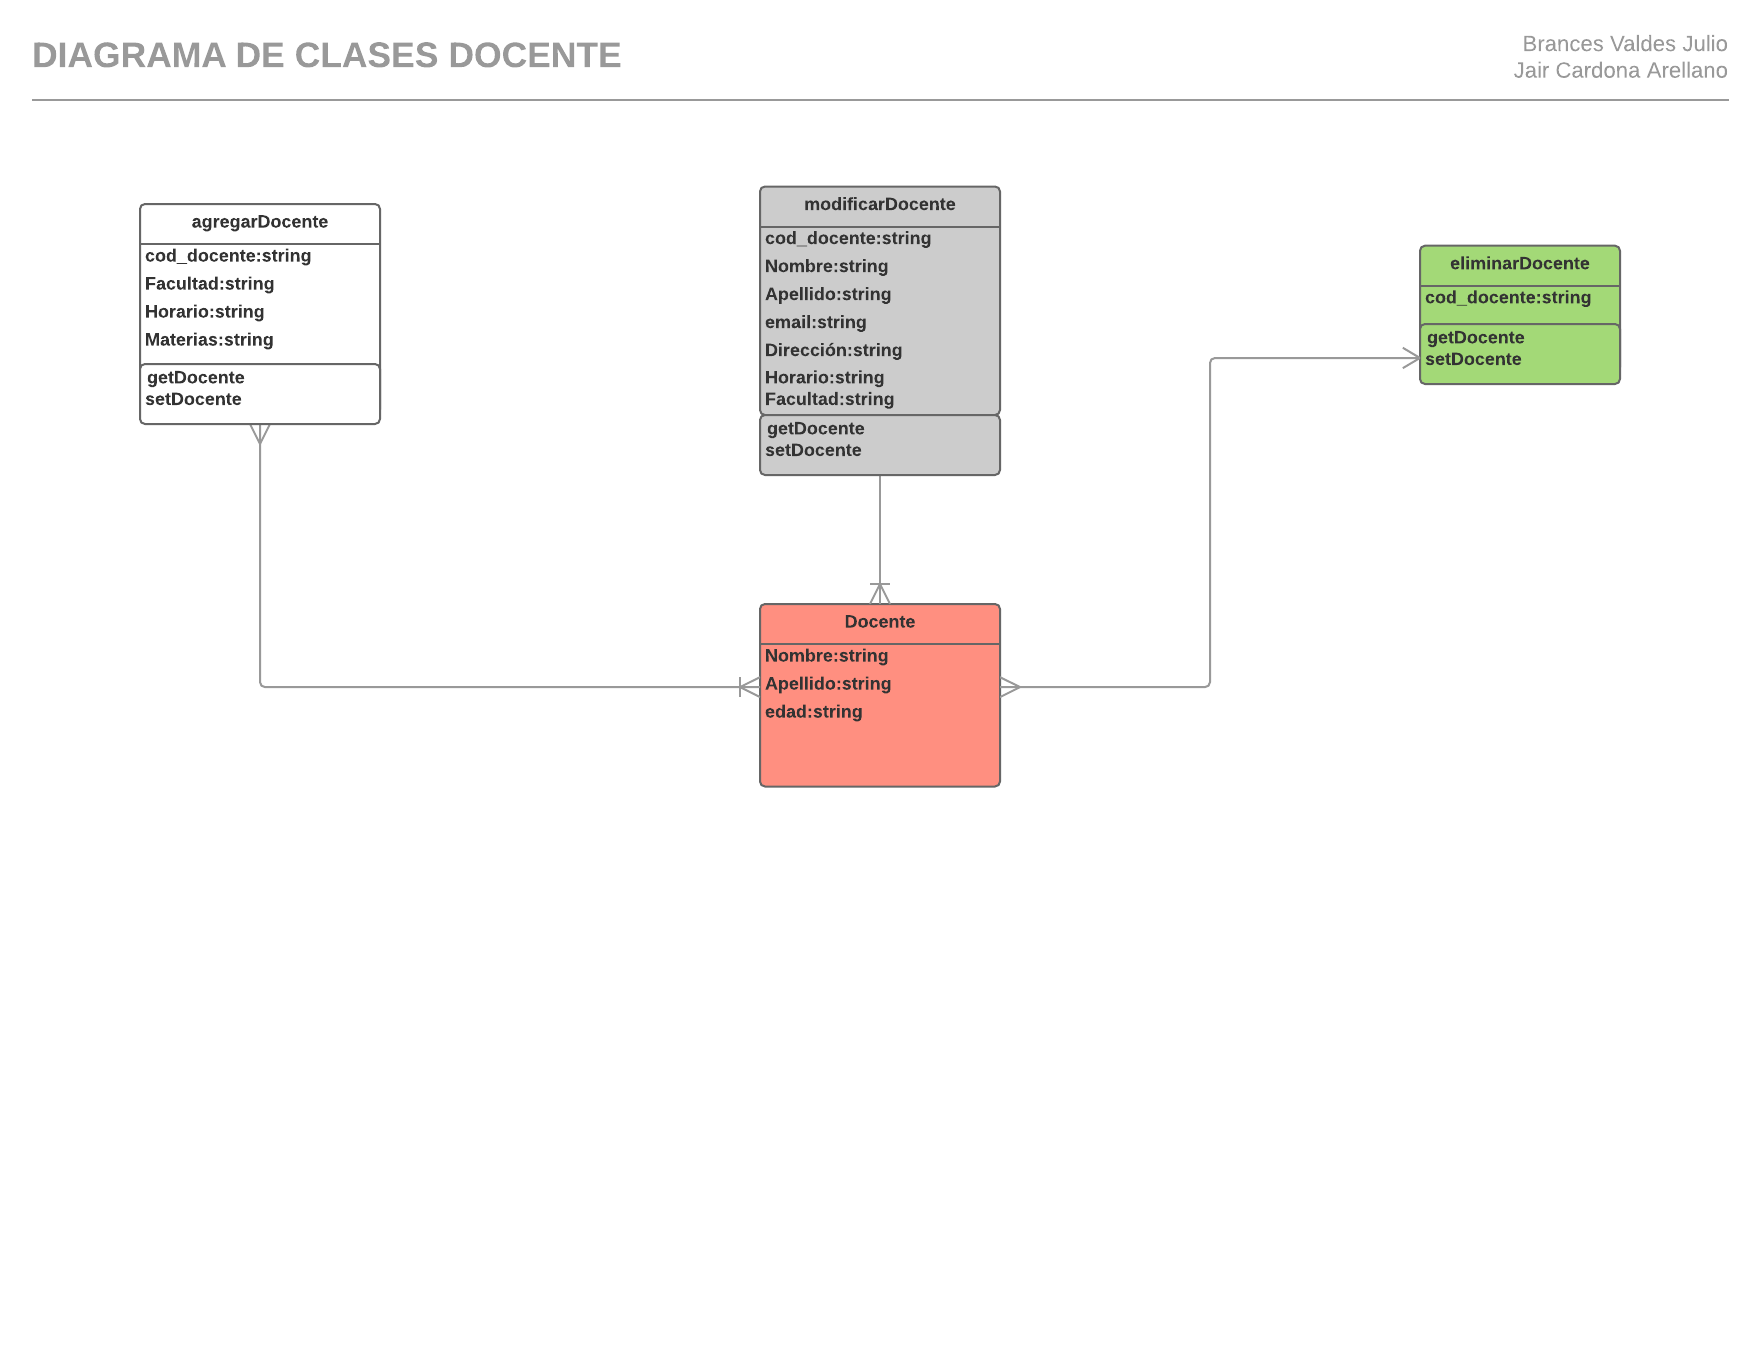 DIAGRAMA DE CLASES DOCENTE
Brances Valdes Julio
Jair Cardona Arellano
agregarDocente
cod_docente:string
Facultad:string
Horario:string
Materias:string
getDocente
setDocente
modificarDocente
cod_docente:string
Nombre:string
Apellido:string
email:string
Dirección:string
Horario:string
Facultad:string
getDocente
setDocente
eliminarDocente
cod_docente:string
getDocente
setDocente
Docente
Nombre:string
Apellido:string
edad:string